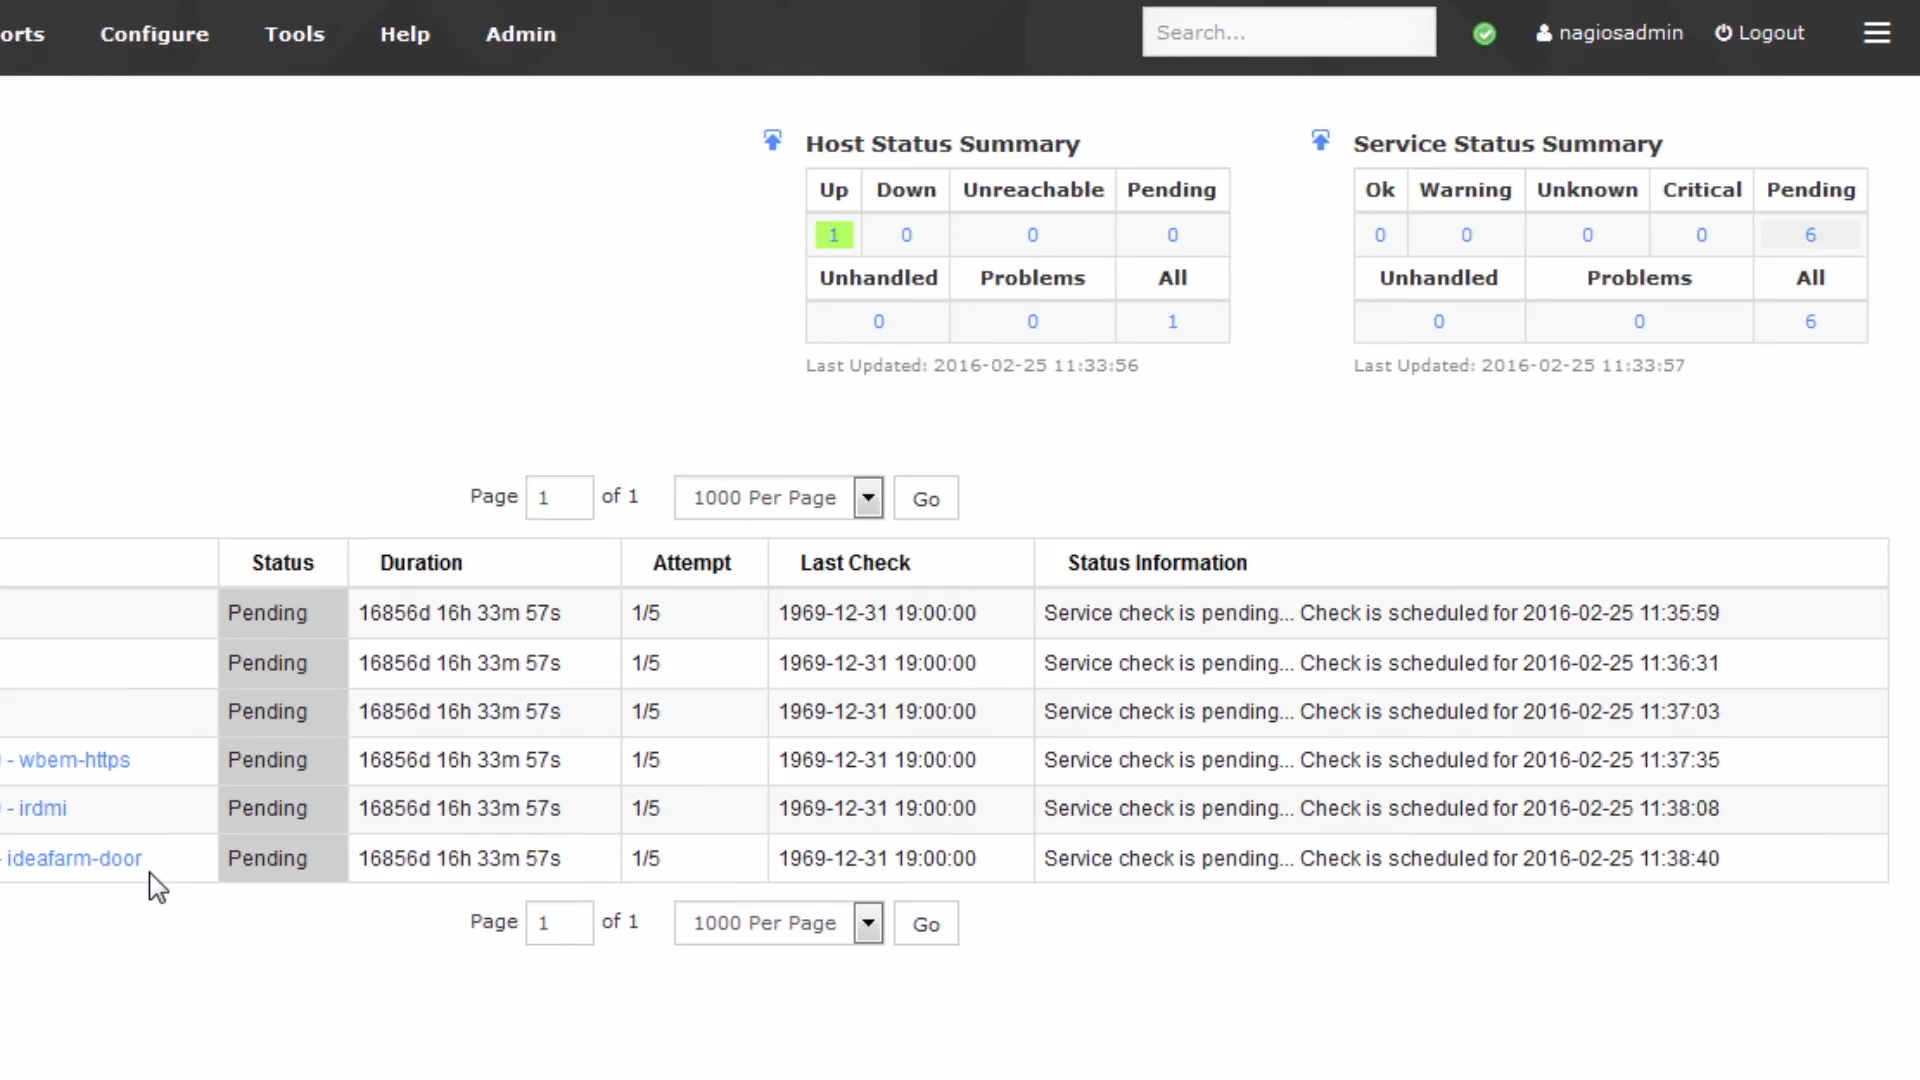 orts Configure Tools Help Admin Search... nagiosadmin Logout
Host Status Summary Service Status Summary
Up Down Unreachable Pending Ok Warning Unknown Critical Pending
1 0 0 0 0 0 0 0 6
Unhandled Problems All Unhandled Problems All
0 0 1 0 0 6
Last Updated: 2016-02-25 11:33:56 Last Updated: 2016-02-25 11:33:57
Page 1 of 1 1000 Per Page Go
Status Duration Attempt Last Check Status Information
Pending 16856d 16h 33m 57s 1/5 1969-12-31 19:00:00 Service check is pending... Check is scheduled for 2016-02-25 11:35:59
Pending 16856d 16h 33m 57s 1/5 1969-12-31 19:00:00 Service check is pending... Check is scheduled for 2016-02-25 11:36:31
Pending 16856d 16h 33m 57s 1/5 1969-12-31 19:00:00 Service check is pending... Check is scheduled for 2016-02-25 11:37:03
- wbem-https Pending 16856d 16h 33m 57s 1/5 1969-12-31 19:00:00 Service check is pending... Check is scheduled for 2016-02-25 11:37:35
- irdmi Pending 16856d 16h 33m 57s 1/5 1969-12-31 19:00:00 Service check is pending... Check is scheduled for 2016-02-25 11:38:08
- ideafarm-door Pending 16856d 16h 33m 57s 1/5 1969-12-31 19:00:00 Service check is pending... Check is scheduled for 2016-02-25 11:38:40
Page 1 of 1 1000 Per Page Go